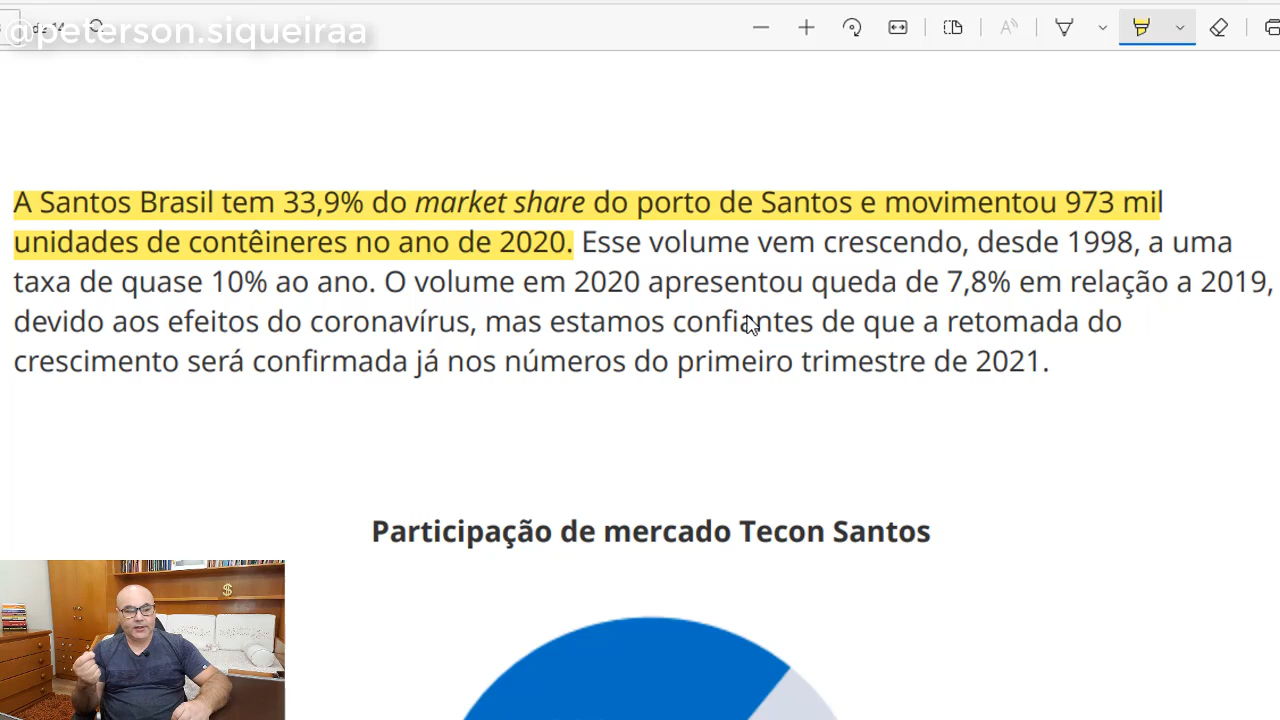 @peterson.siqueiraa
de 14
A Santos Brasil tem 33,9% do market share do porto de Santos e movimentou 973 mil
unidades de contêineres no ano de 2020. Esse volume vem crescendo, desde 1998, a uma
taxa de quase 10% ao ano. O volume em 2020 apresentou queda de 7,8% em relação a 2019,
devido aos efeitos do coronavírus, mas estamos confiantes de que a retomada do
crescimento será confirmada já nos números do primeiro trimestre de 2021.
Participação de mercado Tecon Santos
$